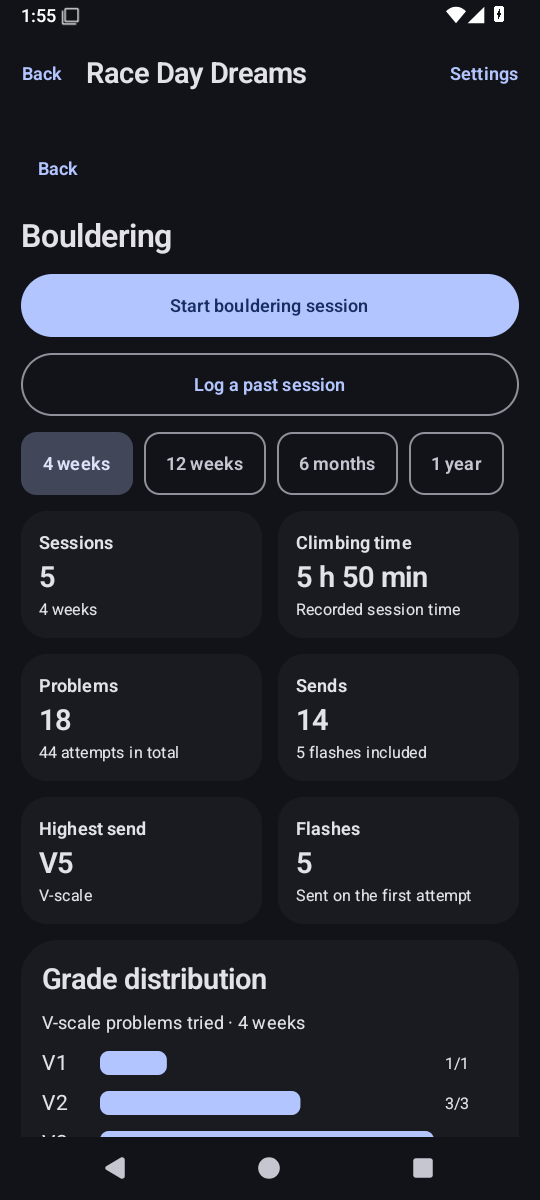 1:55
Back Race Day Dreams Settings
Back
Bouldering
Start bouldering session
Log a past session
4 weeks 12 weeks 6 months 1 year
Sessions
5
4 weeks
Climbing time
5 h 50 min
Recorded session time
Problems
18
44 attempts in total
Sends
14
5 flashes included
Highest send
V5
V-scale
Flashes
5
Sent on the first attempt
Grade distribution
V-scale problems tried · 4 weeks
V1 1/1
V2 3/3